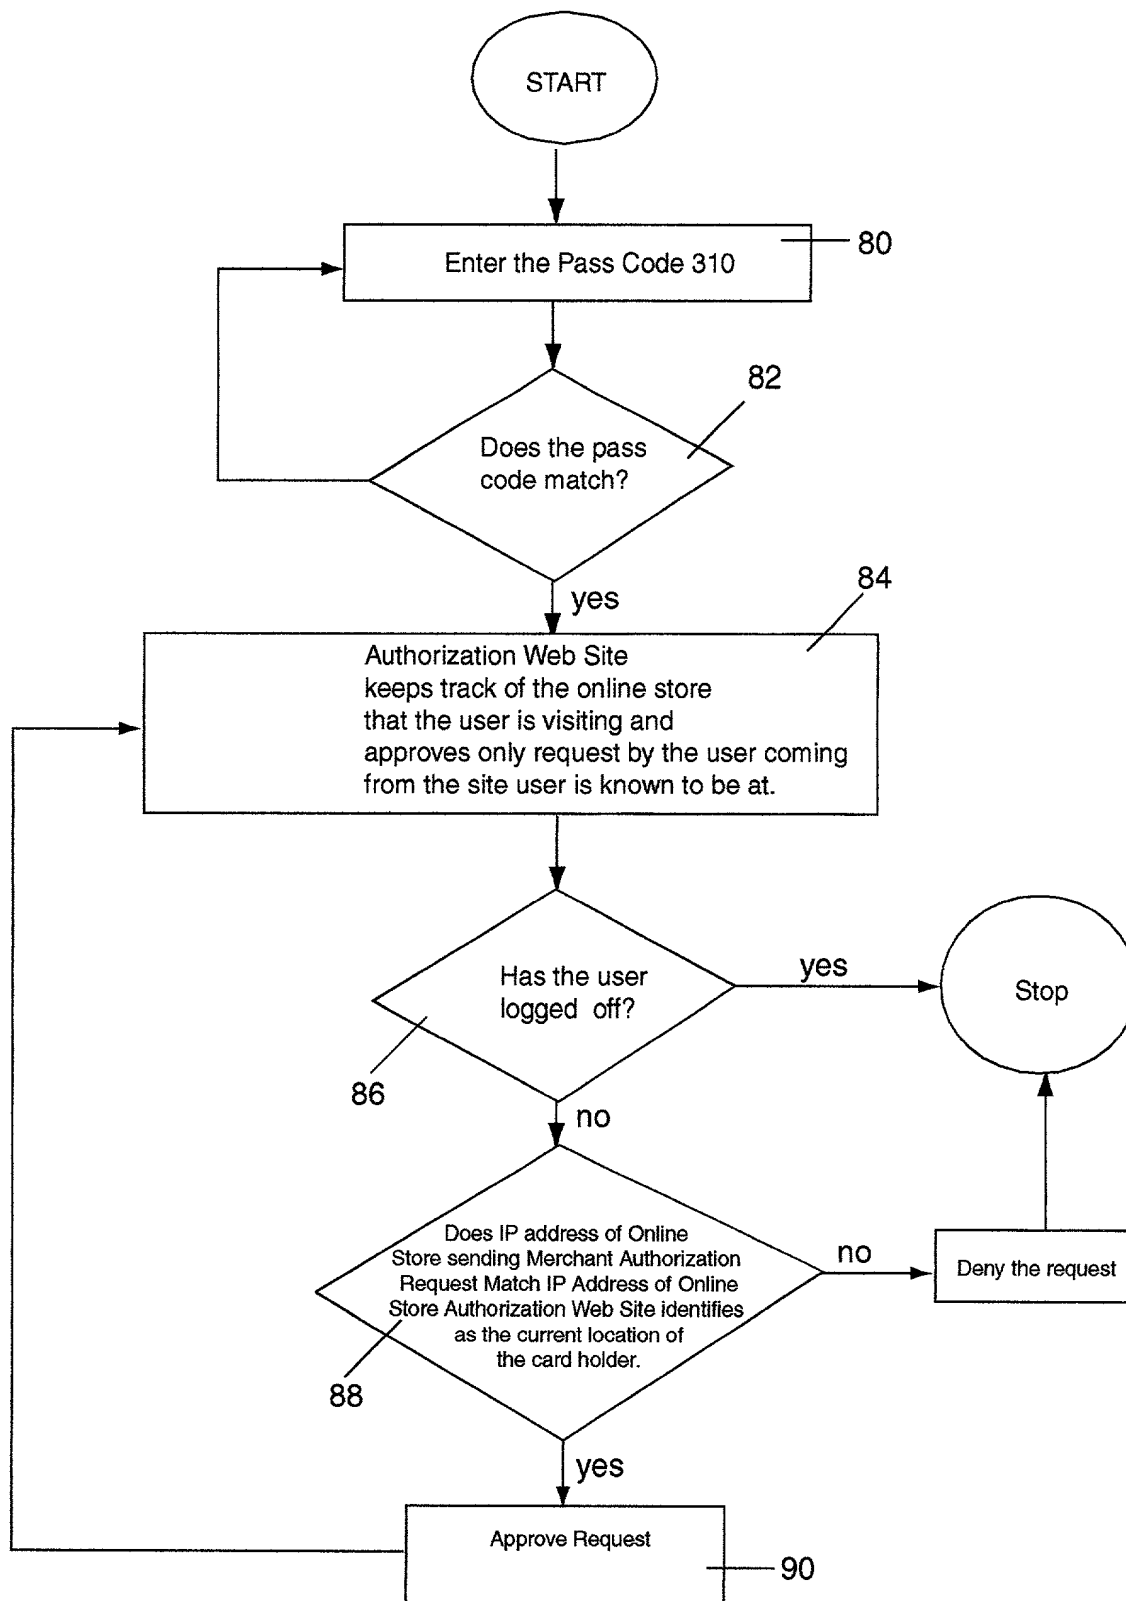 START
80
Enter the Pass Code 310
82
Does the pass
code match?
84
yes
Authorization Web Site
keeps track of the online store
that the user is visiting and
approves only request by the user coming
from the site user is known to be at.
yes
Has the user
logged off?
Stop
86
no
Does IP address of Online
Store sending Merchant Authorization
Request Match IP Address of Online
Store Authorization Web Site identifies
as the current location of
the card holder.
no
Deny the request
88
yes
Approve Request
90